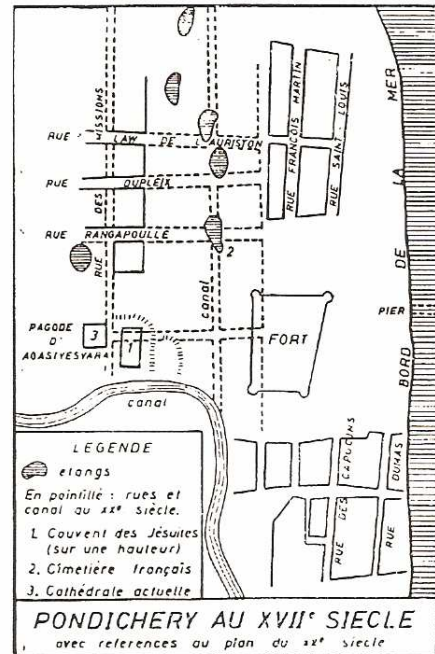 RUE LAW DE L'AURISTON
RUE DUPLEIX
RUE RANGAPOULLÉ
RUE DES MISSIONS
RUE FRANÇOIS MARTIN
RUE SAINT-LOUIS
BORD DE LA MER
PIER
2
canal
PAGODE
D'
3
1
FORT
canal
RUE DES CAPUCINS
RUE DUMAS
LEGENDE
etangs
En pointillé : rues et
canal au XXe siècle.
1. Couvent des Jésuites
(sur une hauteur)
2. Cimetière français
3. Cathédrale actuelle
PONDICHERY AU XVIIe SIECLE
avec references au plan du XXe siecle